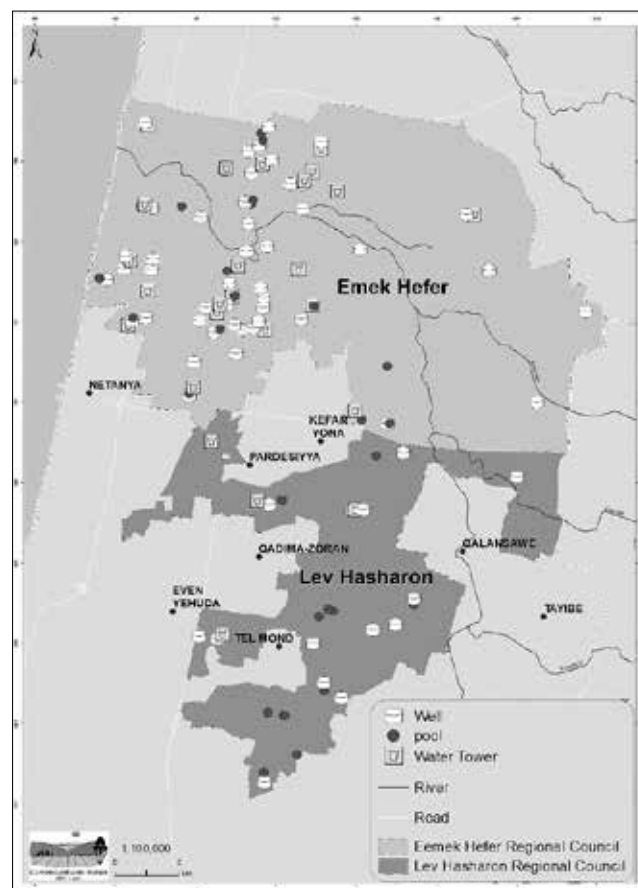 Emek Hefer
NETANYA
KEFAR
YONA
PARDESIYYA
QADIMA-ZORAN
QALANSAWE
Lev Hasharon
EVEN
YEHUDA
TAYIBE
TEL MOND
Well
pool
Water Tower
River
Road
Eemek Hefer Regional Council
Lev Hasharon Regional Council
1:100,000